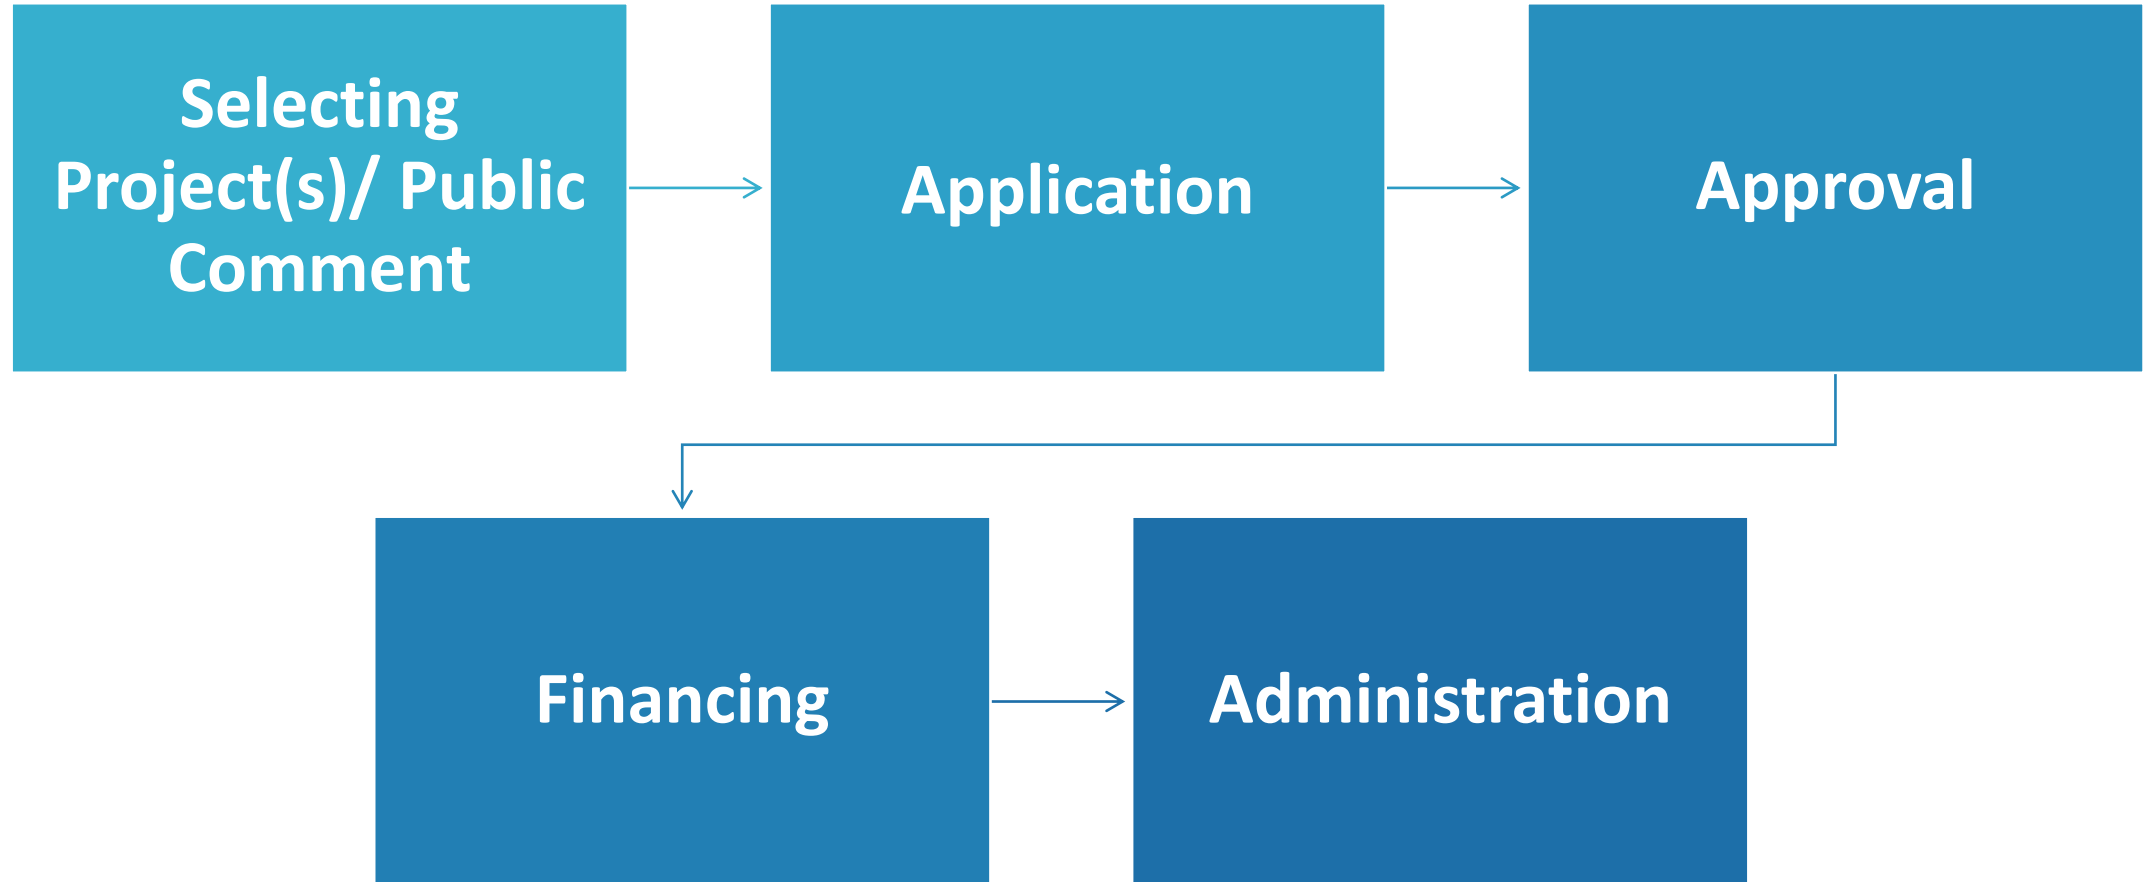 Selecting
Project(s)/ Public
Comment
Application
Approval
Financing
Administration